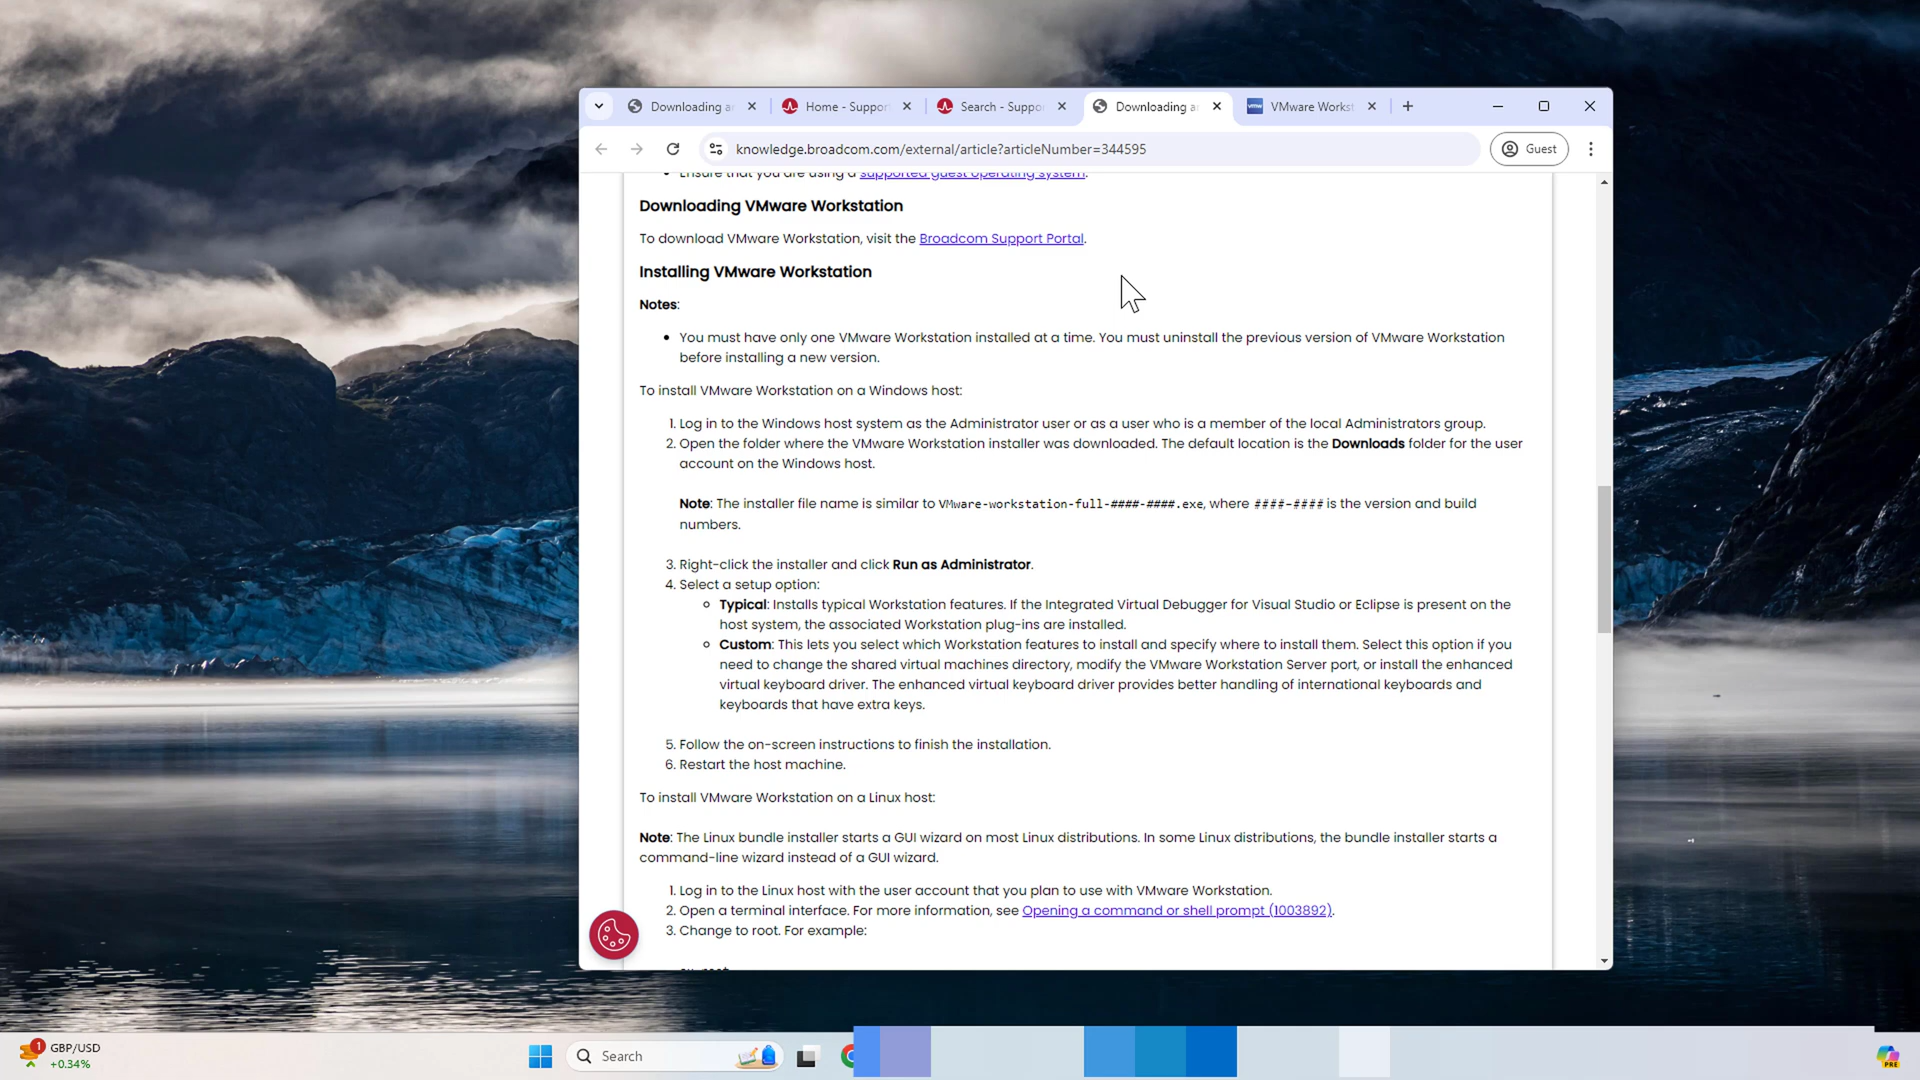 Downloading a
Home - Suppor
Search - Suppo
Downloading a
vmw VMware Workst
knowledge.broadcom.com/external/article?articleNumber=344595
Guest
Ensure that you are using a supported guest operating system.
Downloading VMware Workstation
To download VMware Workstation, visit the Broadcom Support Portal.
Installing VMware Workstation
Notes:
You must have only one VMware Workstation installed at a time. You must uninstall the previous version of VMware Workstation
before installing a new version.
To install VMware Workstation on a Windows host:
1. Log in to the Windows host system as the Administrator user or as a user who is a member of the local Administrators group.
2. Open the folder where the VMware Workstation installer was downloaded. The default location is the Downloads folder for the user
account on the Windows host.
Note: The installer file name is similar to VMware-workstation-full-####-####.exe, where ####-#### is the version and build
numbers.
3. Right-click the installer and click Run as Administrator.
4. Select a setup option:
Typical: Installs typical Workstation features. If the Integrated Virtual Debugger for Visual Studio or Eclipse is present on the
host system, the associated Workstation plug-ins are installed.
Custom: This lets you select which Workstation features to install and specify where to install them. Select this option if you
need to change the shared virtual machines directory, modify the VMware Workstation Server port, or install the enhanced
virtual keyboard driver. The enhanced virtual keyboard driver provides better handling of international keyboards and
keyboards that have extra keys.
5. Follow the on-screen instructions to finish the installation.
6. Restart the host machine.
To install VMware Workstation on a Linux host:
Note: The Linux bundle installer starts a GUI wizard on most Linux distributions. In some Linux distributions, the bundle installer starts a
command-line wizard instead of a GUI wizard.
1. Log in to the Linux host with the user account that you plan to use with VMware Workstation.
2. Open a terminal interface. For more information, see Opening a command or shell prompt (1003892).
3. Change to root. For example:
1
GBP/USD
+0.34%
Search
PRE